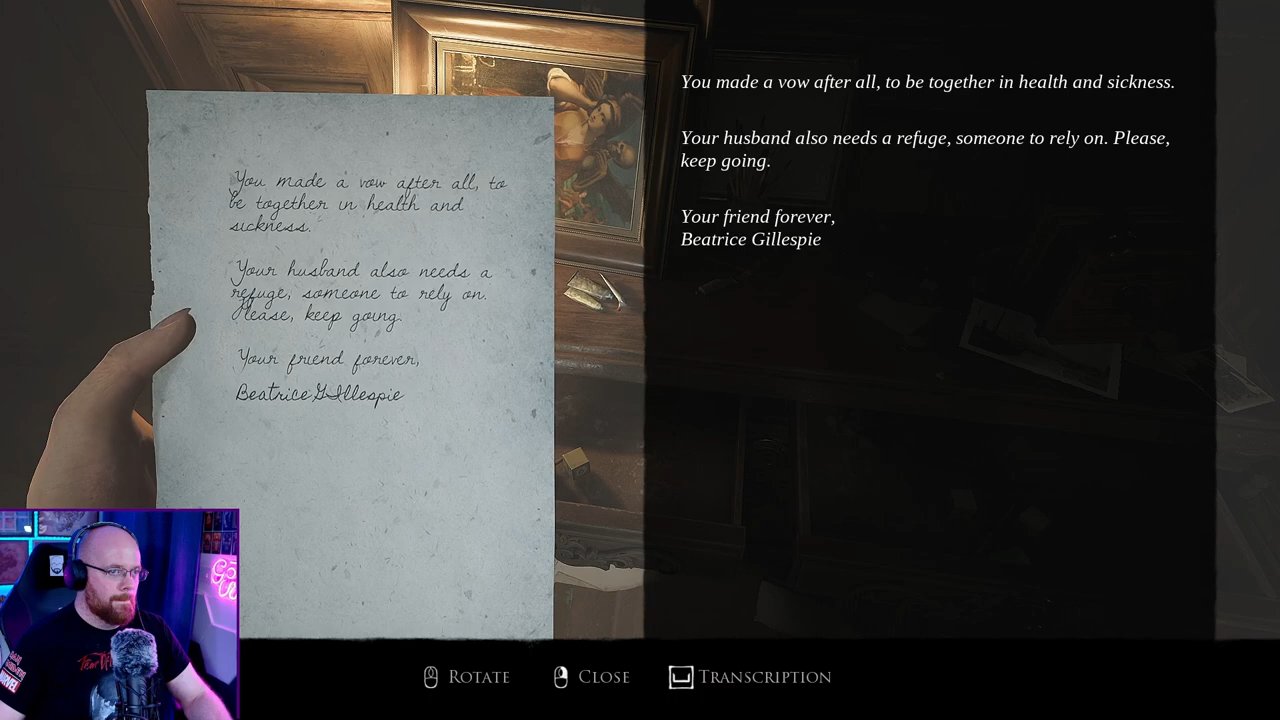 You made a vow after all, to
be together in health and
sickness.
Your husband also needs a
refuge, someone to rely on.
Please, keep going.
Your friend forever,
Beatrice Gillespie
You made a vow after all, to be together in health and sickness.
Your husband also needs a refuge, someone to rely on. Please,
keep going.
Your friend forever,
Beatrice Gillespie
MARVEL
ROTATE
CLOSE
TRANSCRIPTION